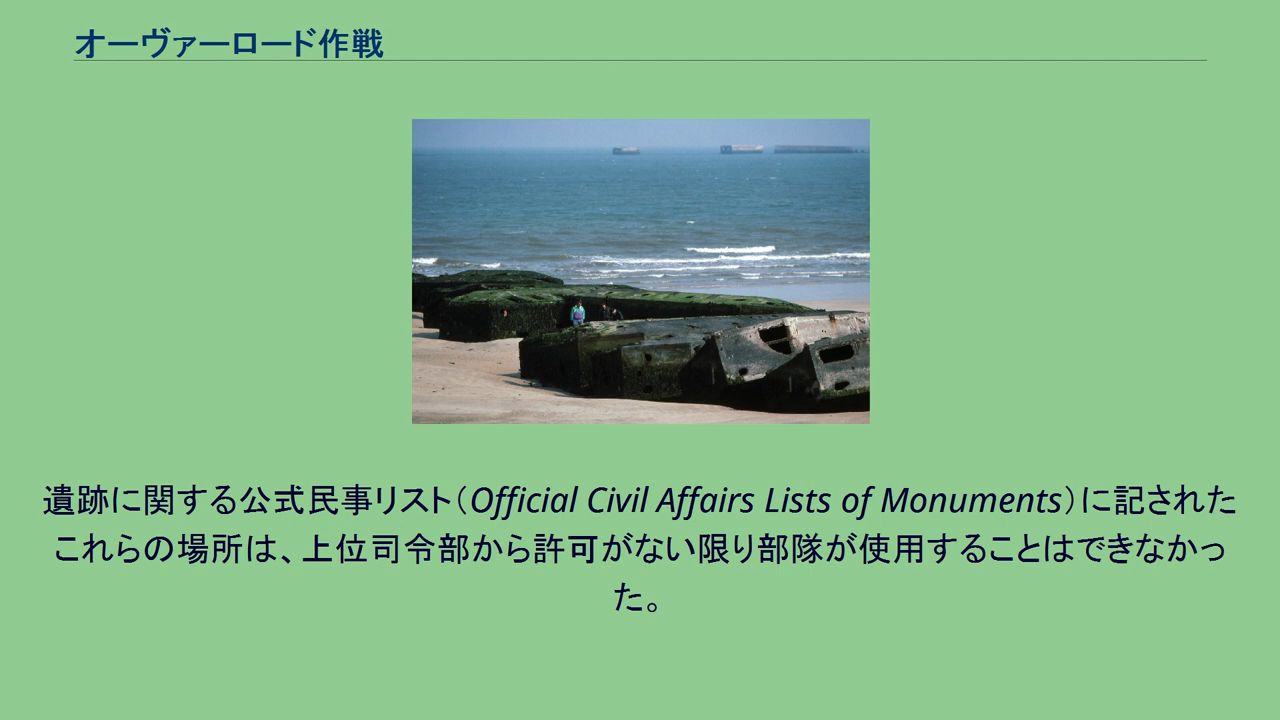 オーヴァーロード作戦
遺跡に関する公式民事リスト（Official Civil Affairs Lists of Monuments）に記された
これらの場所は、上位司令部から許可がない限り部隊が使用することはできなかっ
た。